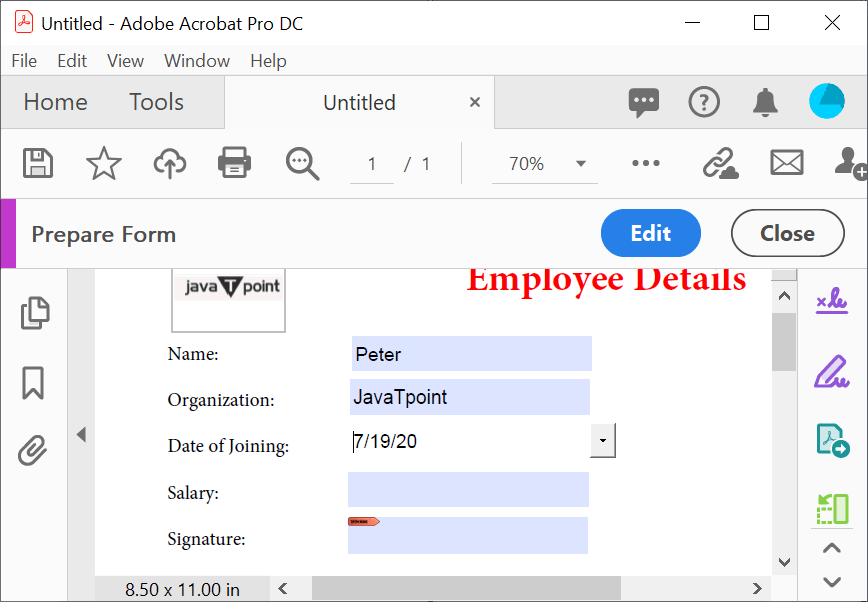 Untitled - Adobe Acrobat Pro DC
File Edit View Window Help
Home Tools Untitled ×
1 / 1 70%
Prepare Form Edit Close
java T point
Employee Details
Name: Peter
Organization: JavaTpoint
Date of Joining: 7/19/20
Salary:
Signature:
8.50 x 11.00 in